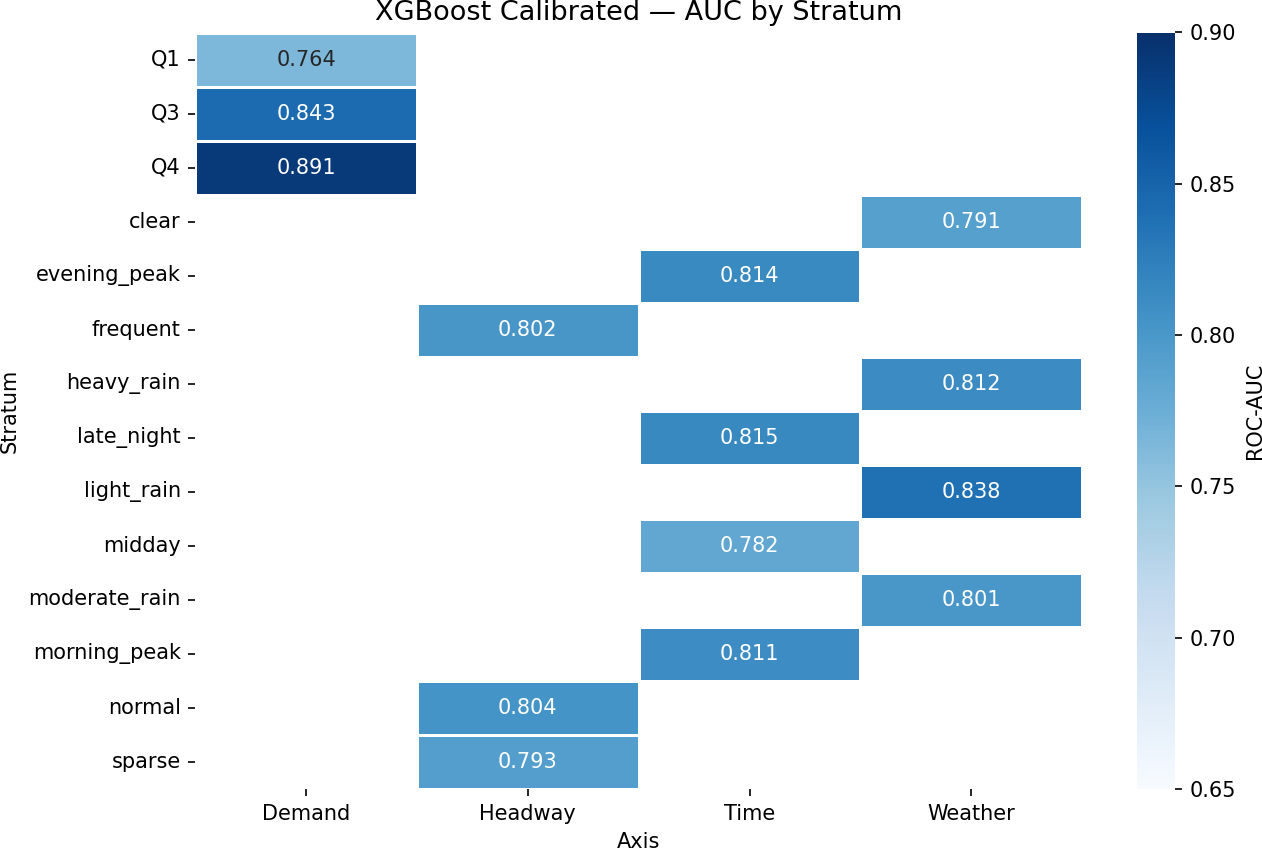 XGBoost Calibrated — AUC by Stratum
Q1
0.764
Q3
0.843
Q4
0.891
clear
0.791
evening_peak
0.814
frequent
0.802
heavy_rain
0.812
late_night
0.815
light_rain
0.838
midday
0.782
moderate_rain
0.801
morning_peak
0.811
normal
0.804
sparse
0.793
Stratum
Demand
Headway
Time
Weather
Axis
0.90
0.85
0.80
0.75
0.70
0.65
ROC-AUC